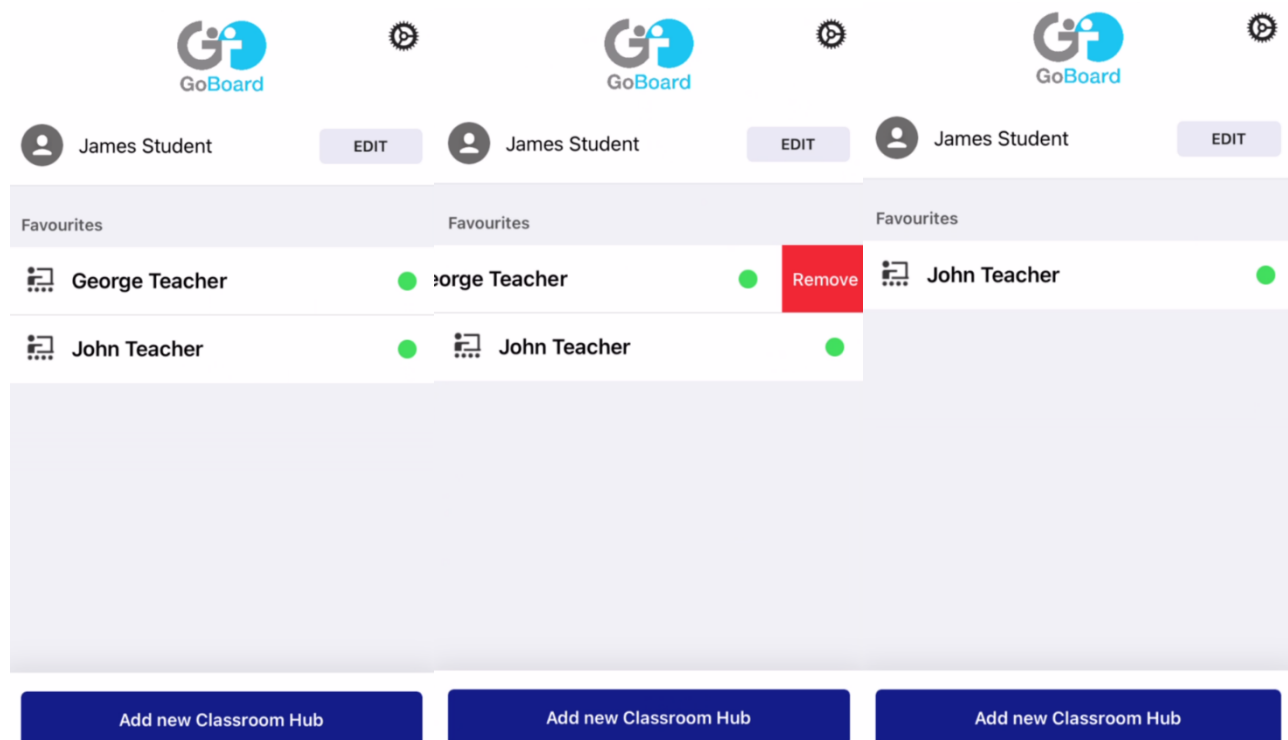 GoBoard
James Student
EDIT
Favourites
George Teacher
John Teacher
Add new Classroom Hub
GoBoard
James Student
EDIT
Favourites
eorge Teacher
Remove
John Teacher
Add new Classroom Hub
GoBoard
James Student
EDIT
Favourites
John Teacher
Add new Classroom Hub